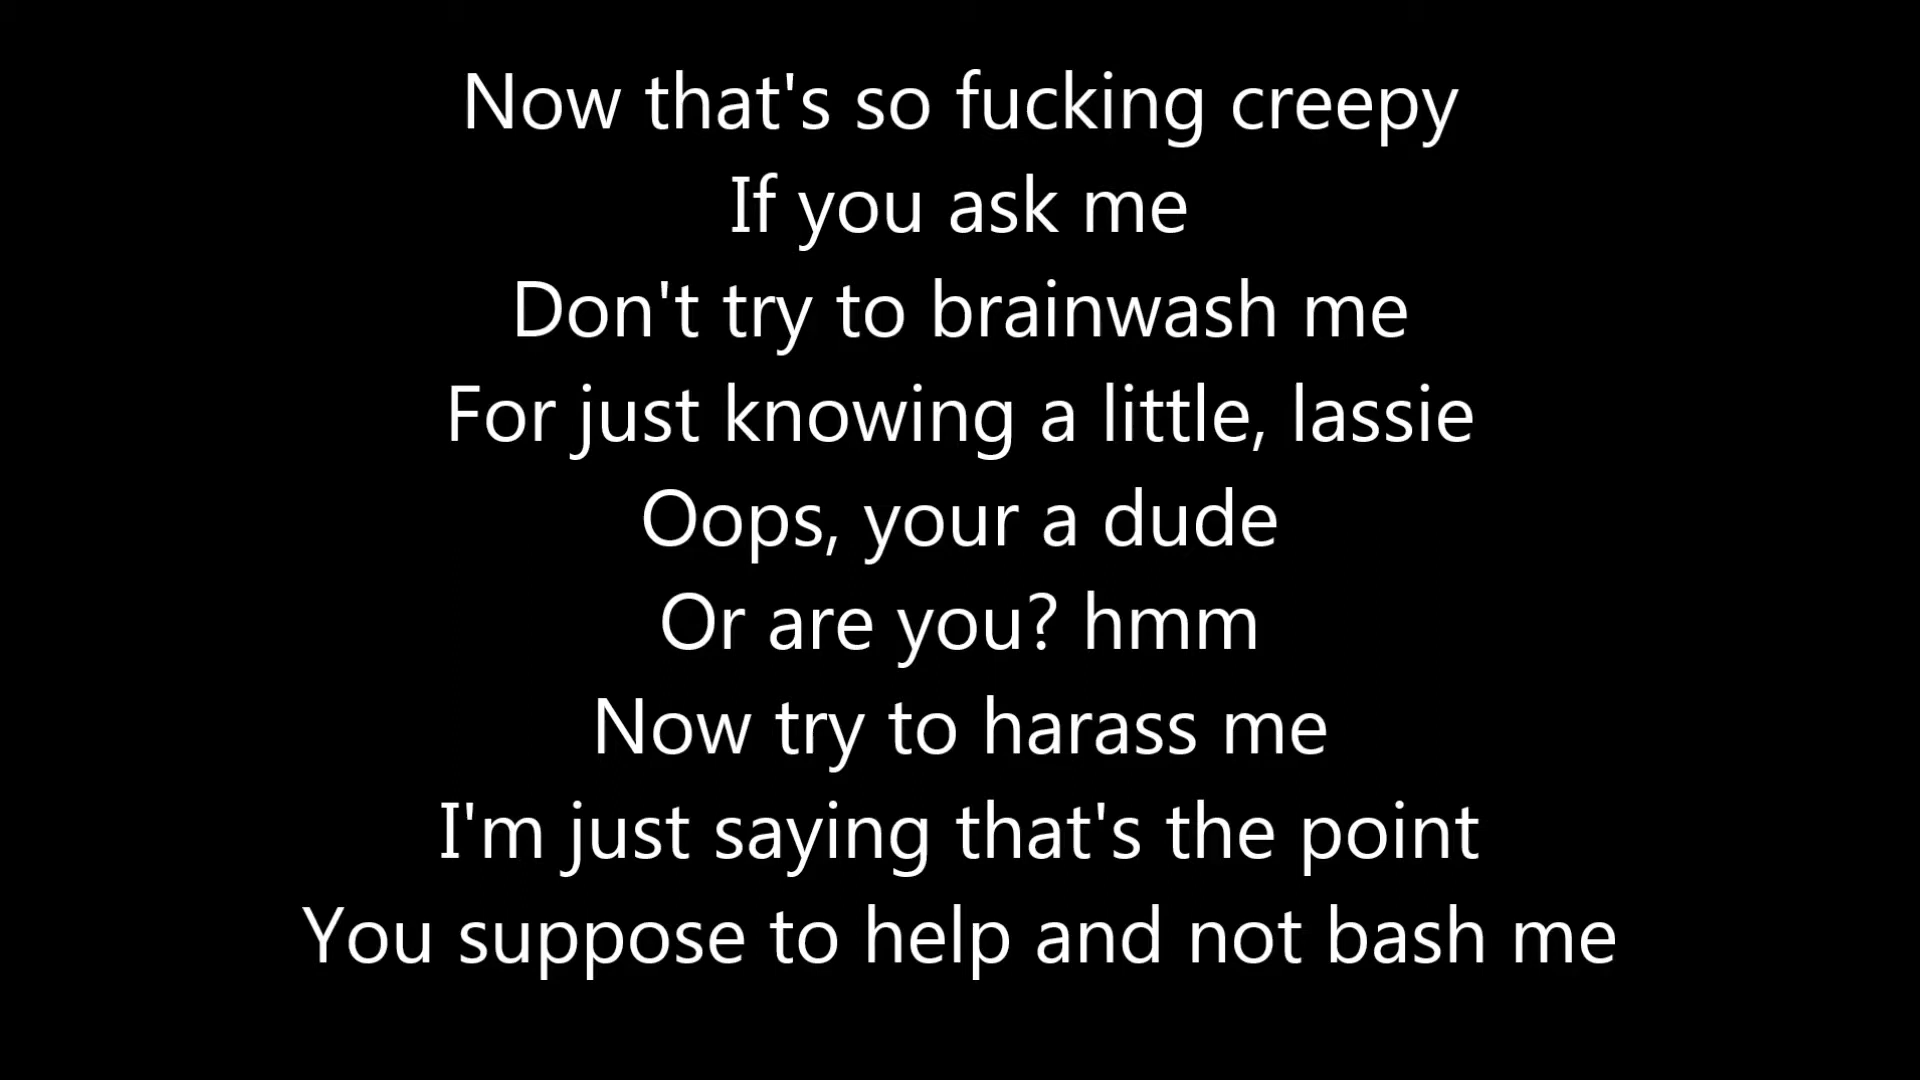 Now that's so fucking creepy
If you ask me
Don't try to brainwash me
For just knowing a little, lassie
Oops, your a dude
Or are you? hmm
Now try to harass me
I'm just saying that's the point
You suppose to help and not bash me